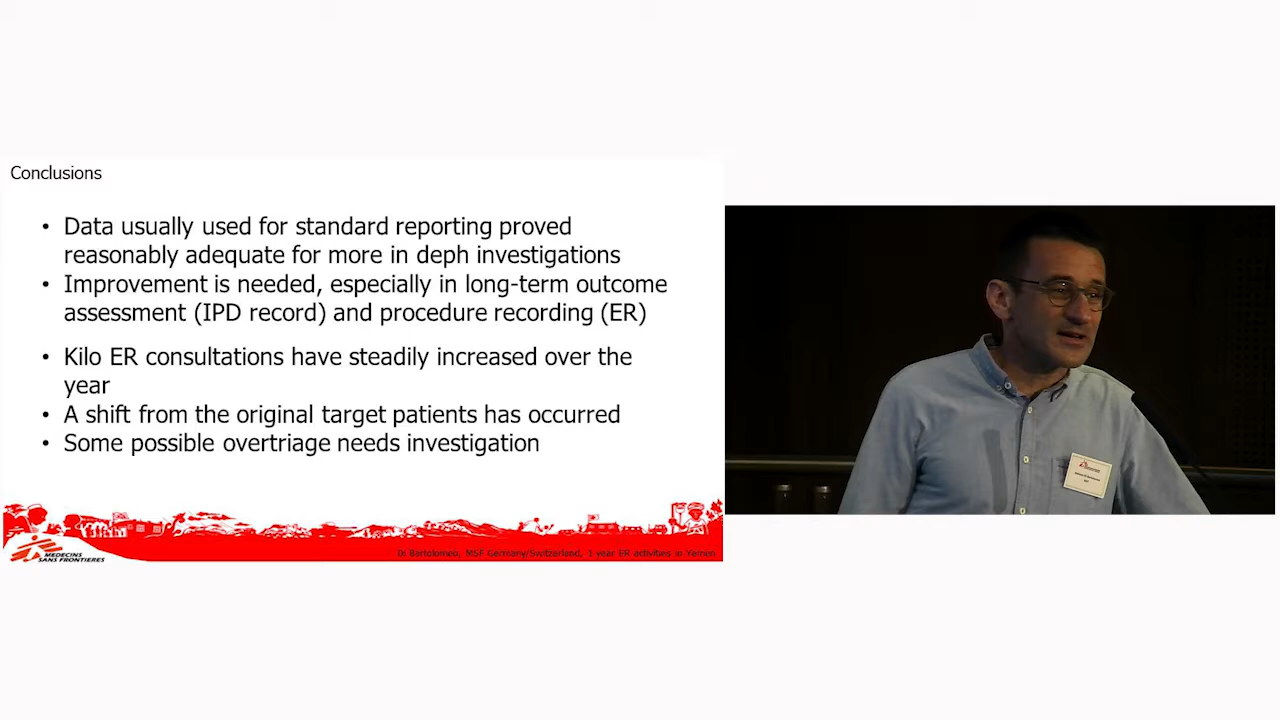 Conclusions
• Data usually used for standard reporting proved
reasonably adequate for more in deph investigations
• Improvement is needed, especially in long-term outcome
assessment (IPD record) and procedure recording (ER)
• Kilo ER consultations have steadily increased over the
year
• A shift from the original target patients has occurred
• Some possible overtriage needs investigation
MEDECINS
SANS FRONTIERES
Di Bartolomeo, MSF Germany/Switzerland, 1 year ER activities in Yemen